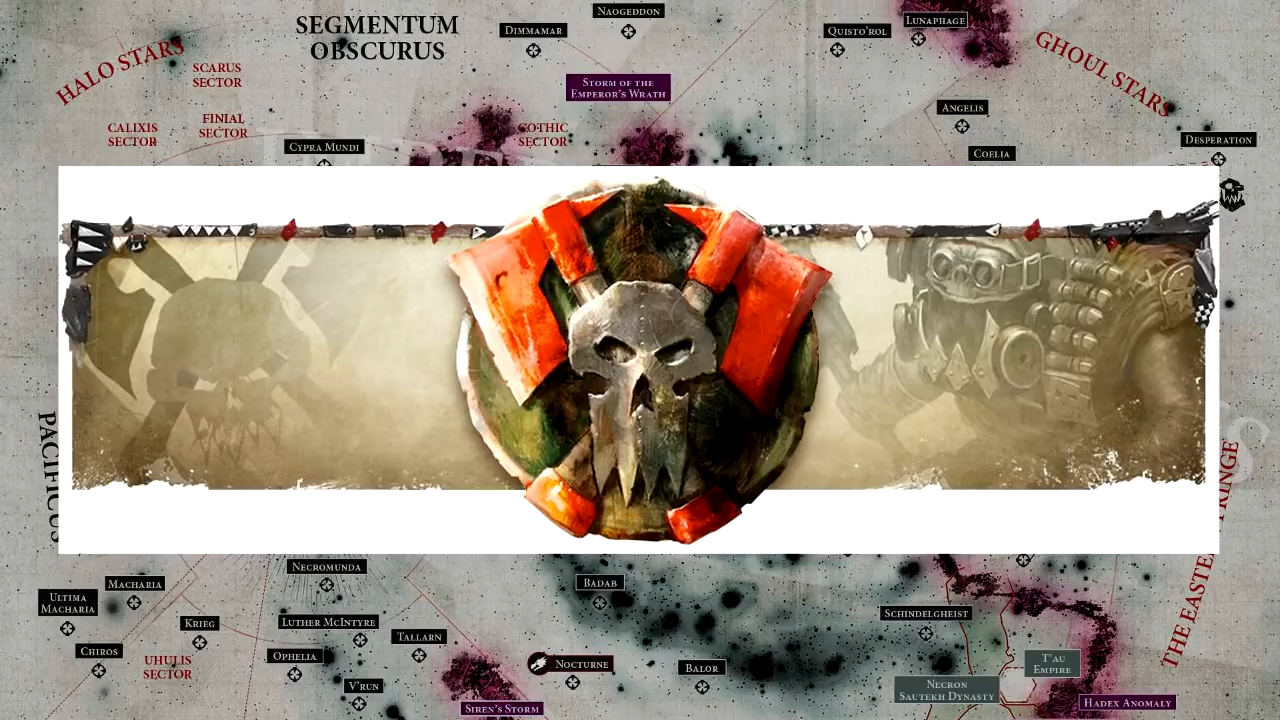 SEGMENTUM
OBSCURUS
NAOGEDDON
DIMMAMAR
QUISTO'ROL
LUNAPHAGE
HALO STARS
GHOUL STARS
SCARUS
SECTOR
STORM OF THE
EMPEROR'S WRATH
CALIXIS
SECTOR
FINIAL
SECTOR
GOTHIC
SECTOR
ANGELIS
CYPRA MUNDI
COELIA
DESPERATION
PACIFICUS
NECROMUNDA
MACHARIA
ULTIMA
MACHARIA
BADAB
KRIEG
LUTHER MCINTYRE
TALLARN
SCHINDELGHEIST
CHIROS
UHULIS
SECTOR
OPHELIA
V'RUN
NOCTURNE
BALOR
T'AU
EMPIRE
NECRON
SAUTEKH DYNASTY
SIREN'S STORM
HADEX ANOMALY
THE EASTERN FRINGE